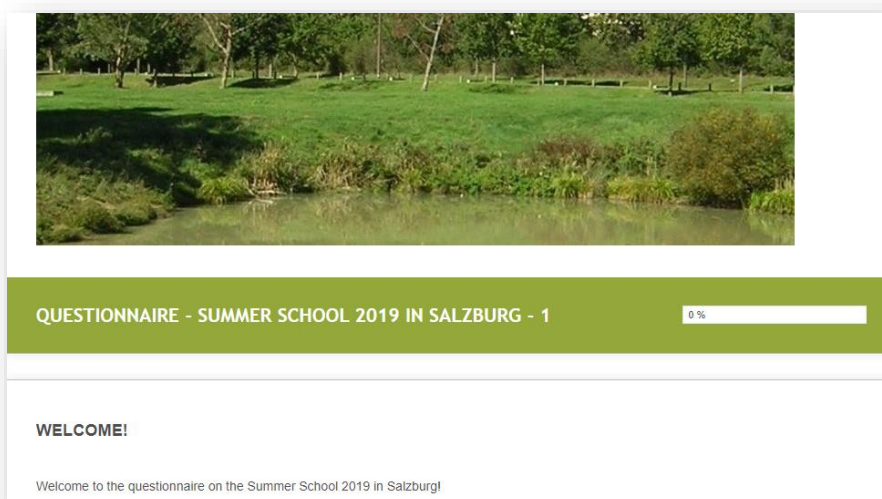 QUESTIONNAIRE - SUMMER SCHOOL 2019 IN SALZBURG - 1
0 %
WELCOME!
Welcome to the questionnaire on the Summer School 2019 in Salzburg!